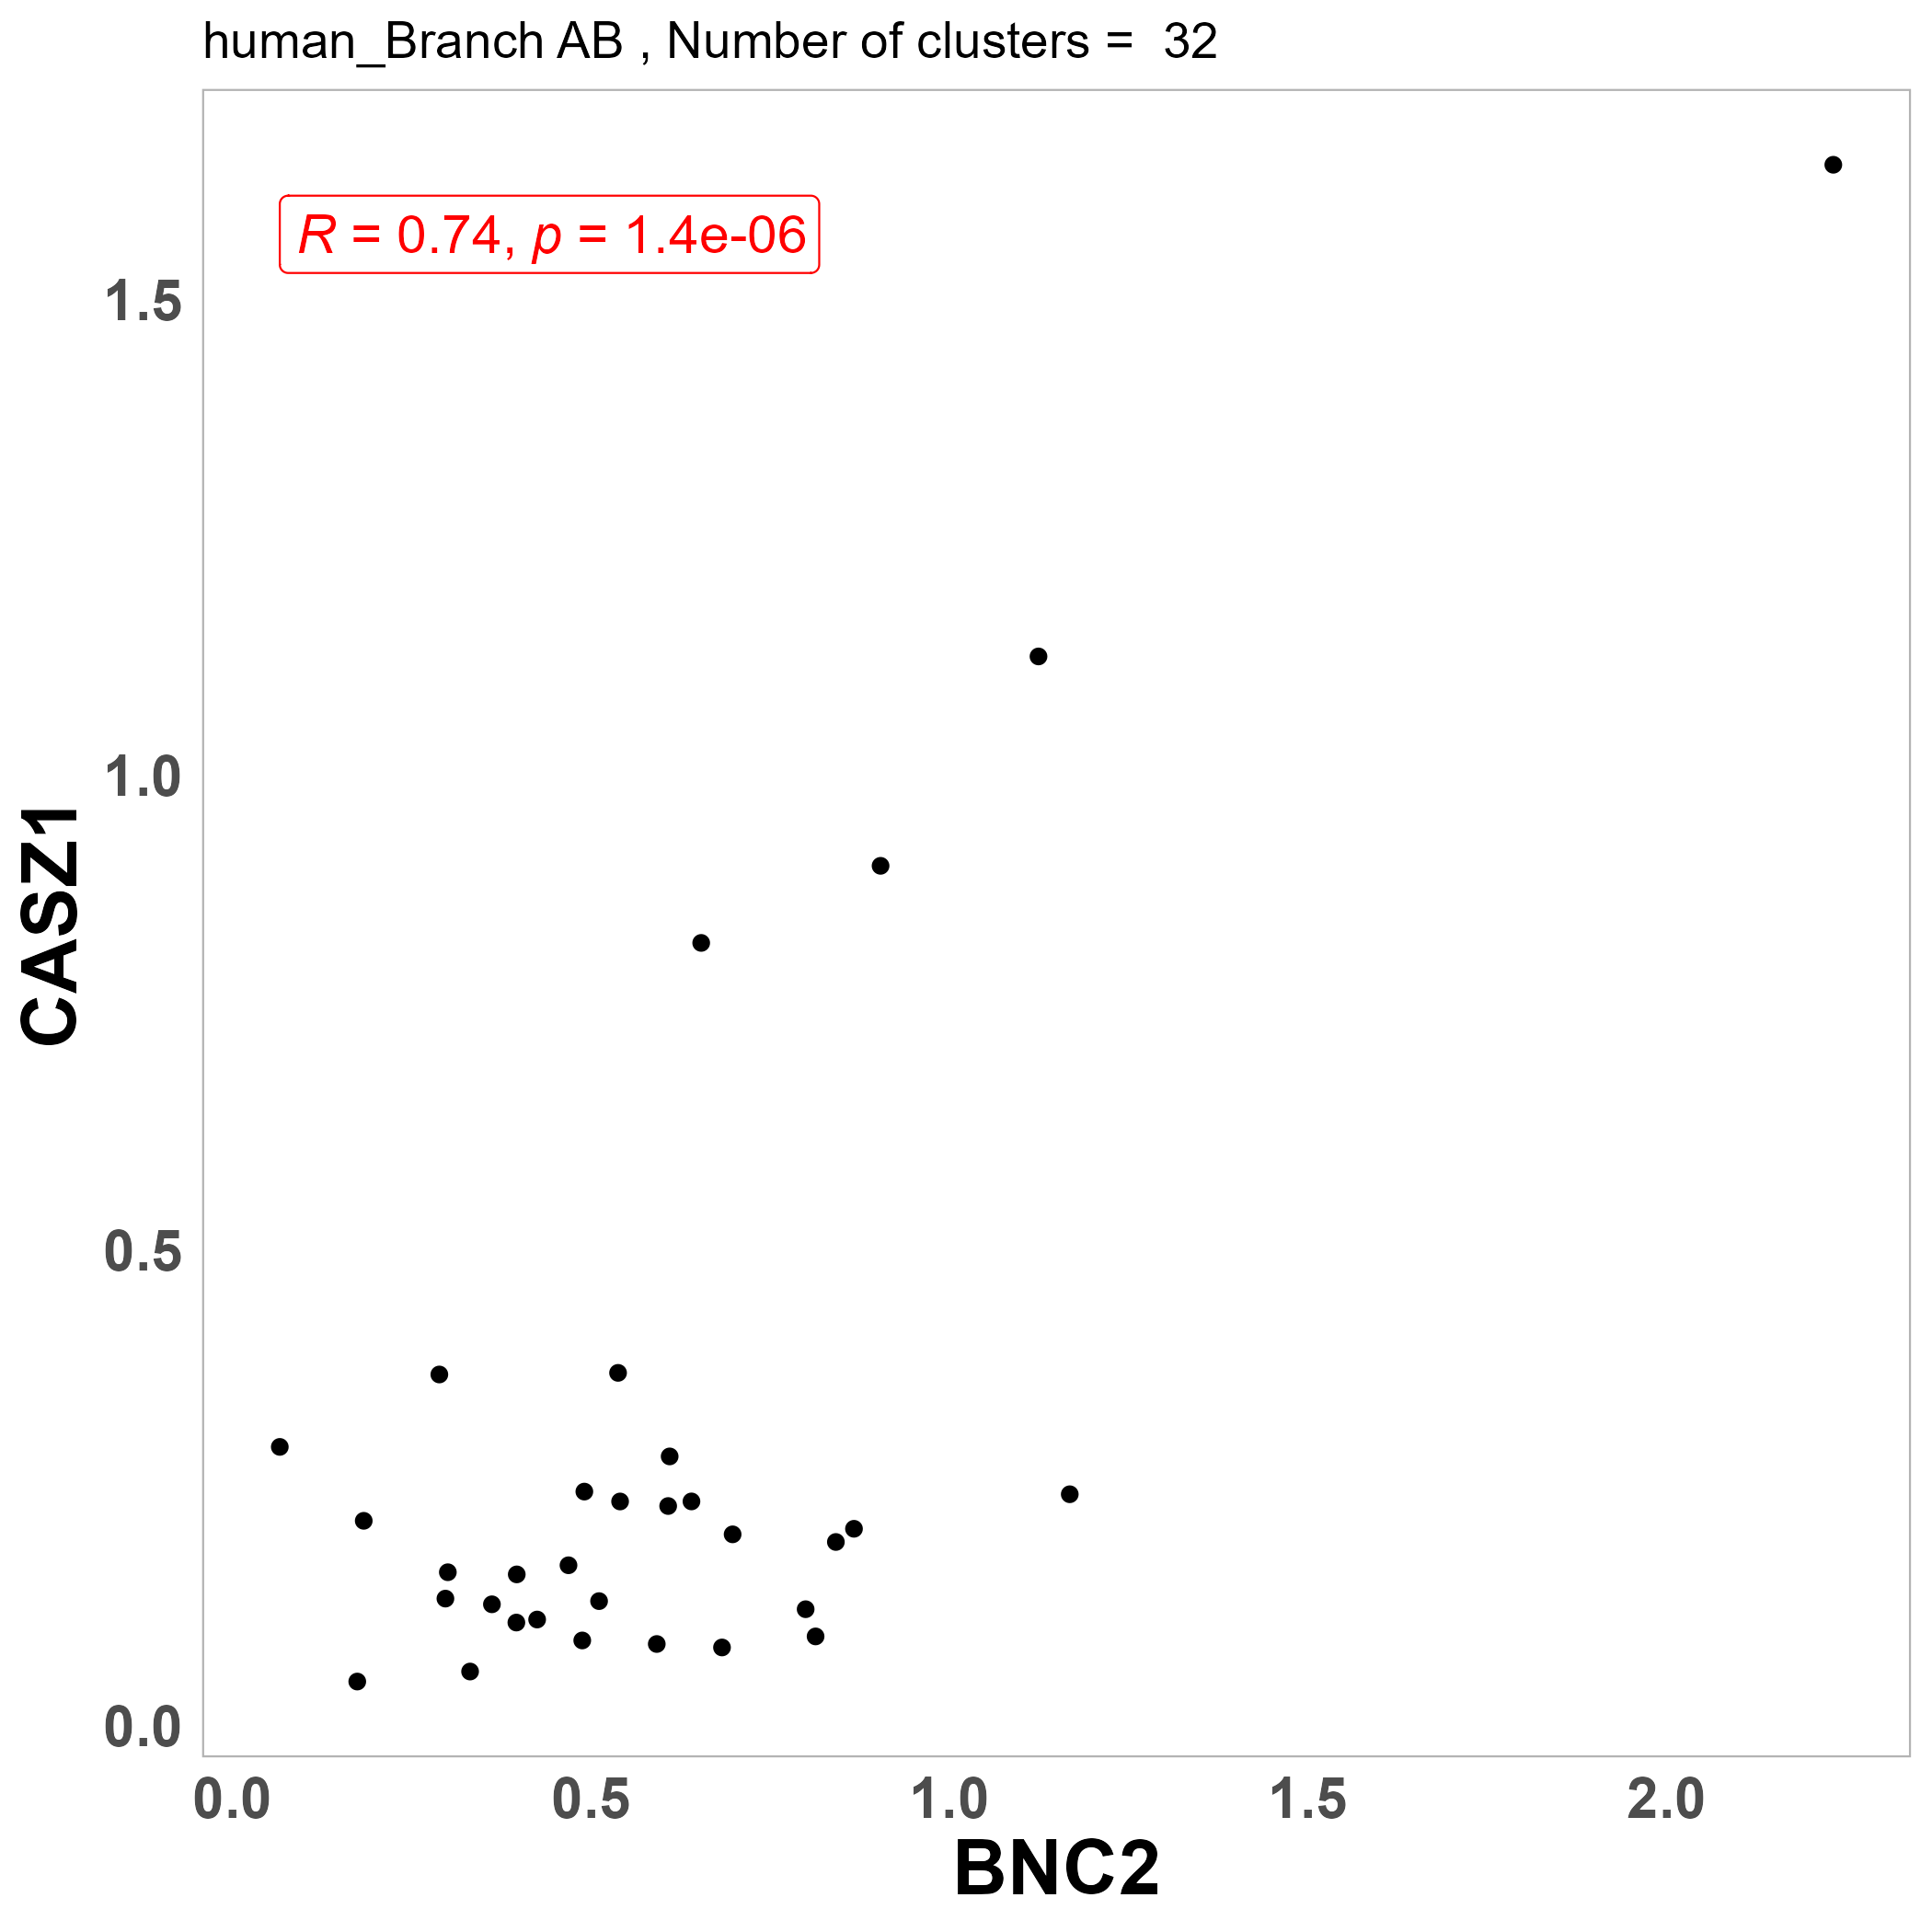 human_Branch AB , Number of clusters =  32
R = 0.74, p = 1.4e-06
1.5
1.0
0.5
0.0
CASZ1
0.0 0.5 1.0 1.5 2.0
BNC2